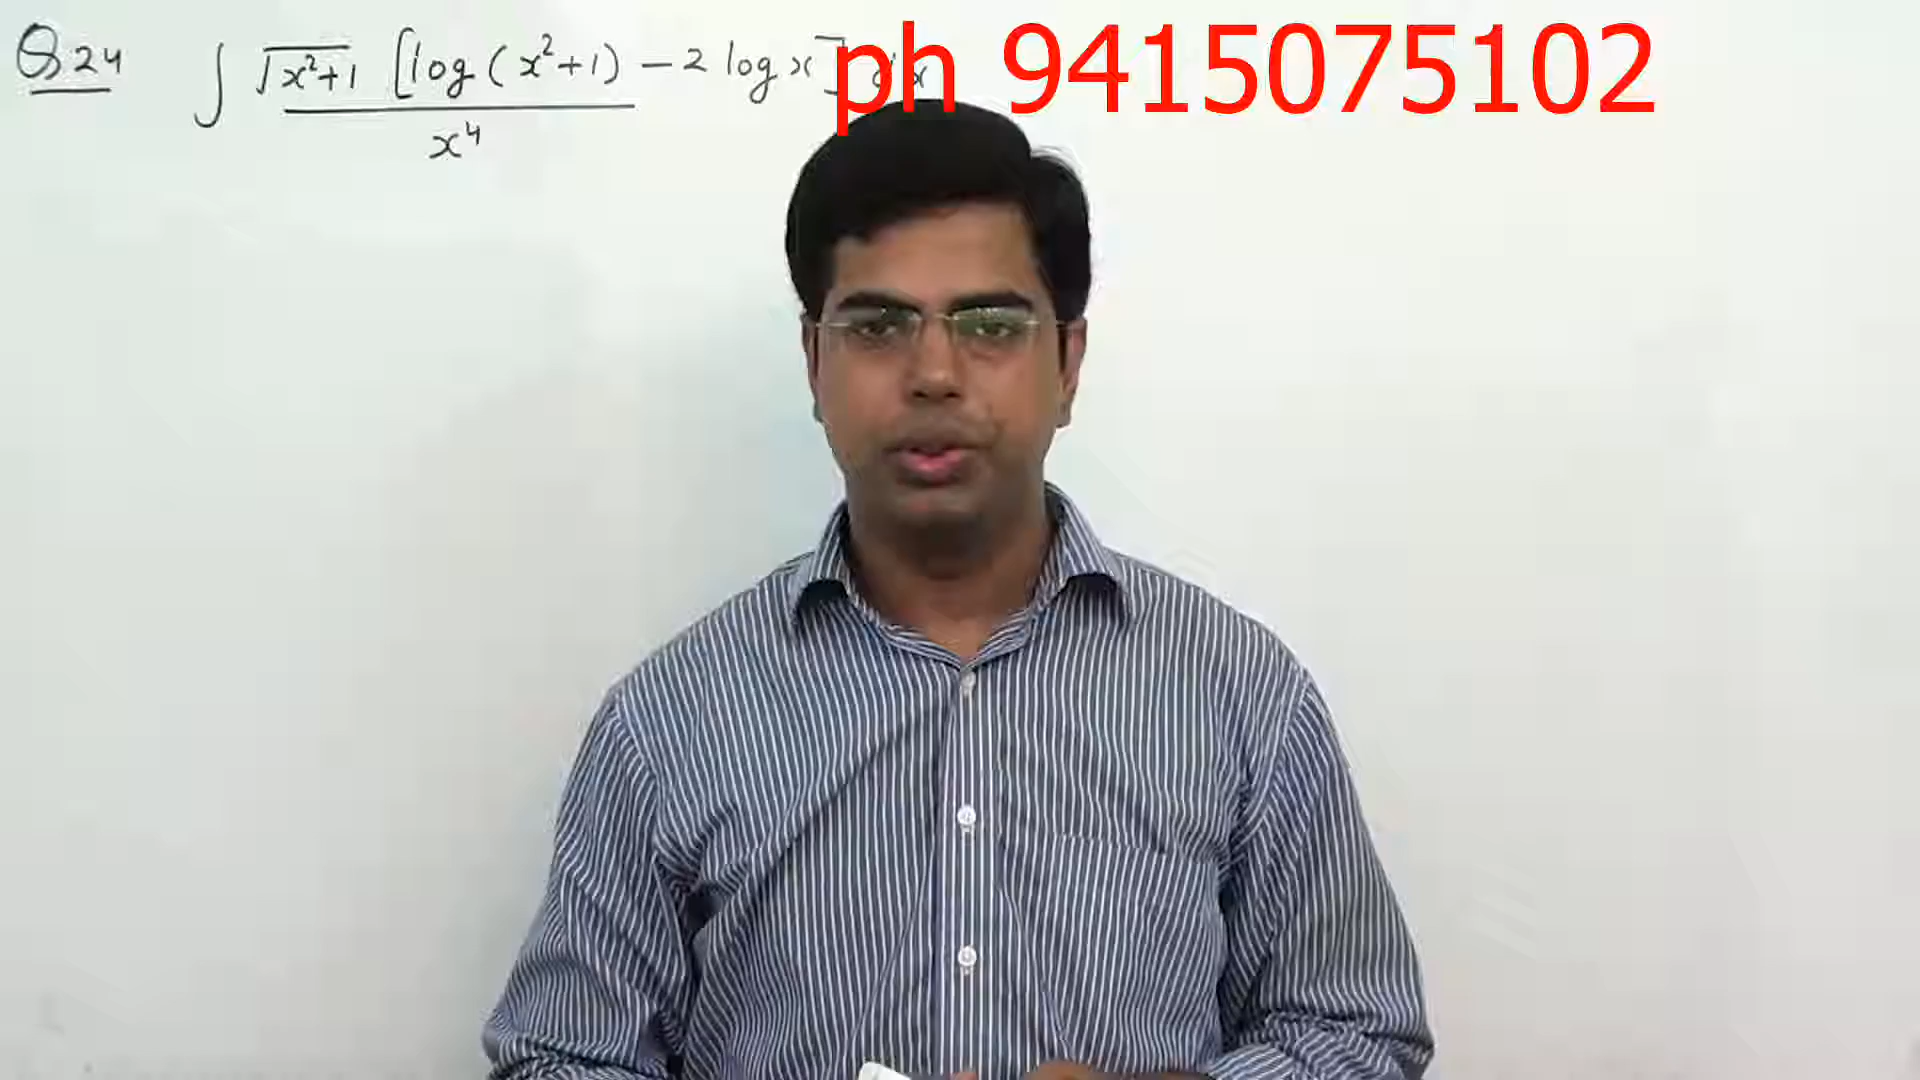 Q24 ∫ √x²+1 [log(x²+1) - 2 log x] dx
x⁴
ph 9415075102